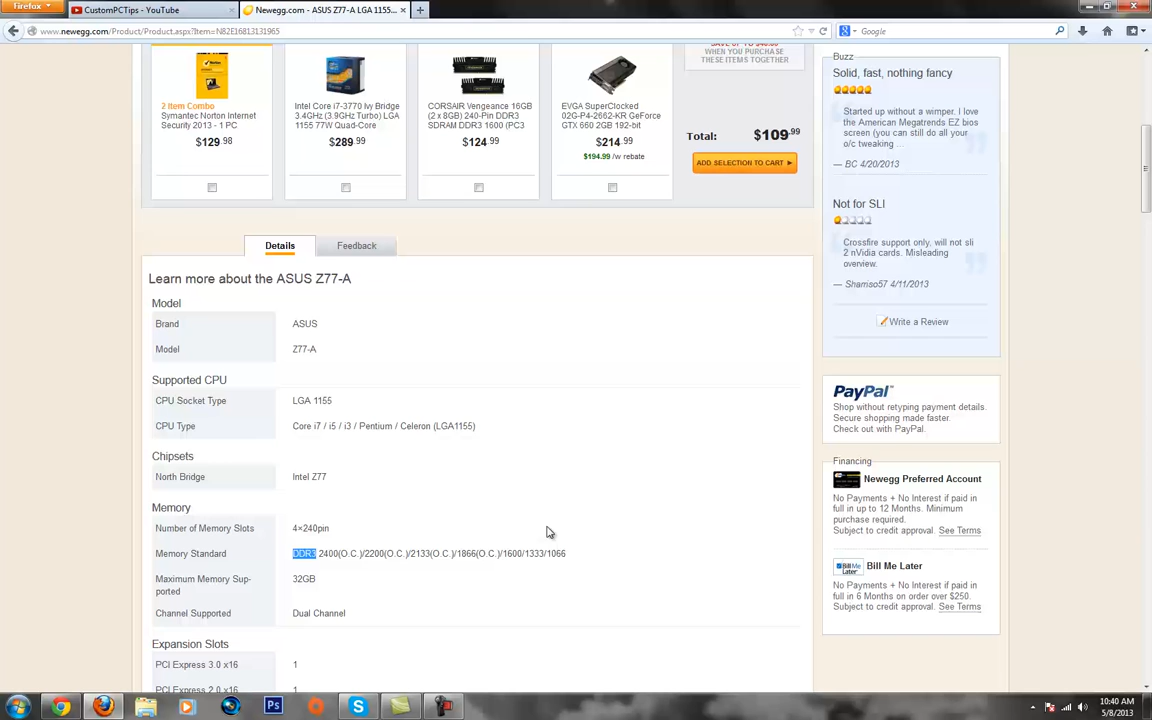 Firefox
CustomPCTips - YouTube
Newegg.com - ASUS Z77-A LGA 1155...
www.newegg.com/Product/Product.aspx?Item=N82E16813131965
Google
2 Item Combo
Symantec Norton Internet
Security 2013 - 1 PC
$129.98
Intel Core i7-3770 Ivy Bridge
3.4GHz (3.9GHz Turbo) LGA
1155 77W Quad-Core
$289.99
CORSAIR Vengeance 16GB
(2 x 8GB) 240-Pin DDR3
SDRAM DDR3 1600 (PC3
$124.99
EVGA SuperClocked
02G-P4-2662-KR GeForce
GTX 660 2GB 192-bit
$214.99
$194.99 /w rebate
WHEN YOU PURCHASE
THESE ITEMS TOGETHER
Total: $109.99
ADD SELECTION TO CART
Details
Feedback
Learn more about the ASUS Z77-A
Model
Brand ASUS
Model Z77-A
Supported CPU
CPU Socket Type LGA 1155
CPU Type Core i7 / i5 / i3 / Pentium / Celeron (LGA1155)
Chipsets
North Bridge Intel Z77
Memory
Number of Memory Slots 4×240pin
Memory Standard DDR3 2400(O.C.)/2200(O.C.)/2133(O.C.)/1866(O.C.)/1600/1333/1066
Maximum Memory Sup-
ported 32GB
Channel Supported Dual Channel
Expansion Slots
PCI Express 3.0 x16 1
PCI Express 2.0 x16 1
Buzz
Solid, fast, nothing fancy
Started up without a wimper. I love
the American Megatrends EZ bios
screen (you can still do all your
o/c tweaking ...
— BC 4/20/2013
Not for SLI
Crossfire support only, will not sli
2 nVidia cards. Misleading
overview.
— Sharriso57 4/11/2013
Write a Review
PayPal
Shop without retyping payment details.
Secure shopping made faster.
Check out with PayPal.
Financing
Newegg Preferred Account
No Payments + No Interest if paid in
full in up to 12 Months. Minimum
purchase required.
Subject to credit approval. See Terms
Bill Me Later
No Payments + No Interest if paid in
full in 6 Months on order over $250.
Subject to credit approval. See Terms
10:40 AM
5/8/2013